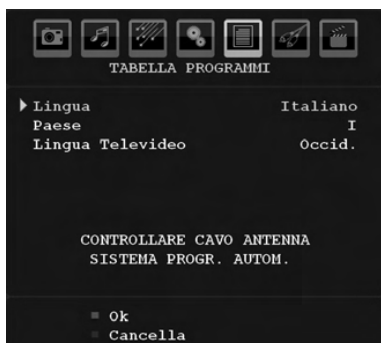 TABELLA PROGRAMMI
Lingua Italiano
Paese I
Lingua Televideo Occid.
CONTROLLARE CAVO ANTENNA
SISTEMA PROGR. AUTOM.
Ok
Cancella